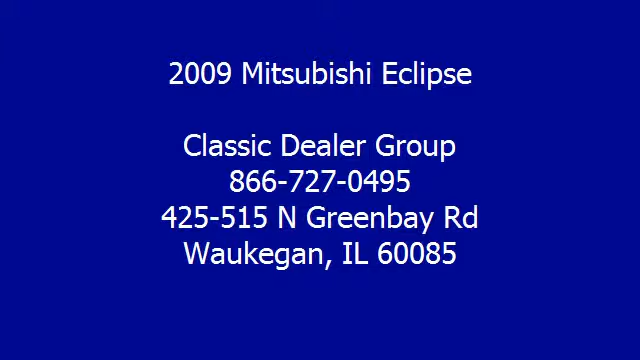 2009 Mitsubishi Eclipse
Classic Dealer Group
866-727-0495
425-515 N Greenbay Rd
Waukegan, IL 60085